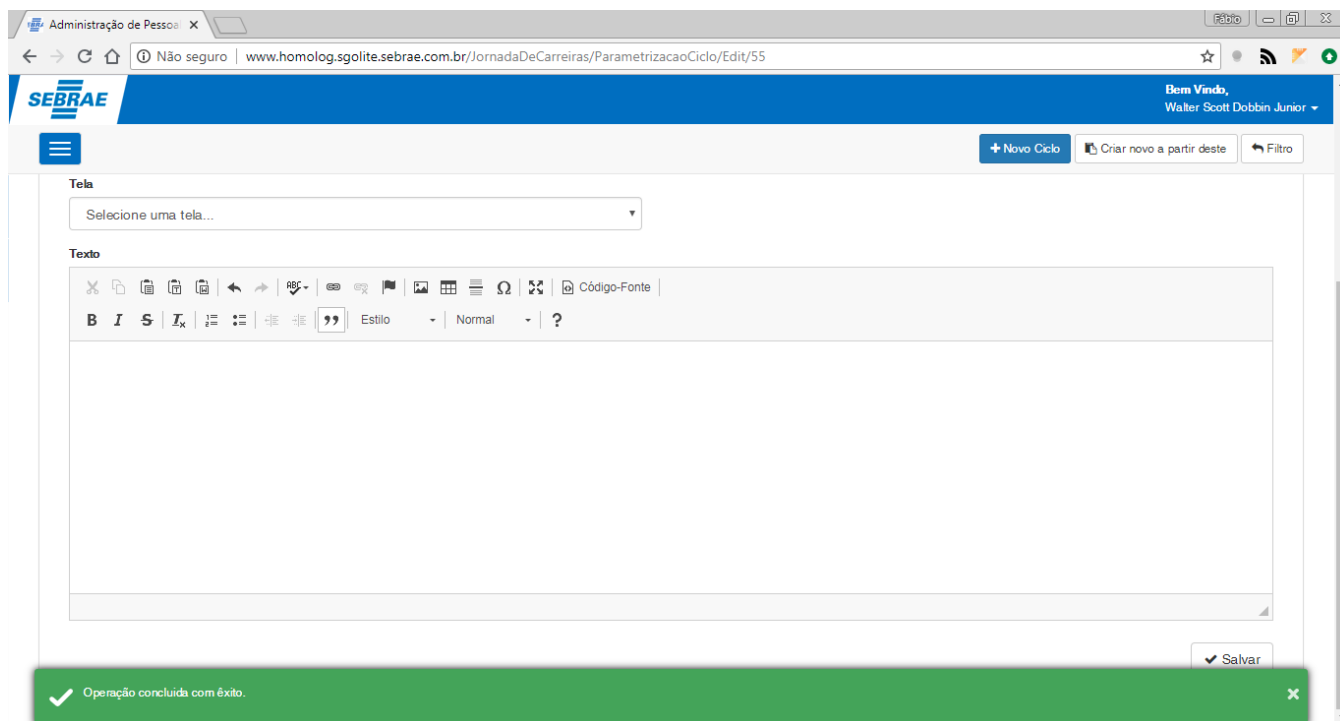 Administração de Pessoa
Fábio
Não seguro | www.homolog.sgolite.sebrae.com.br/JornadaDeCarreiras/ParametrizacaoCiclo/Edit/55
SEBRAE
Bem Vindo,
Walter Scott Dobbin Junior
+ Novo Ciclo
Criar novo a partir deste
Filtro
Tela
Selecione uma tela...
Texto
ABC
Ω
Código-Fonte
B I S Ix
Estilo
Normal
?
Salvar
Operação concluida com êxito.